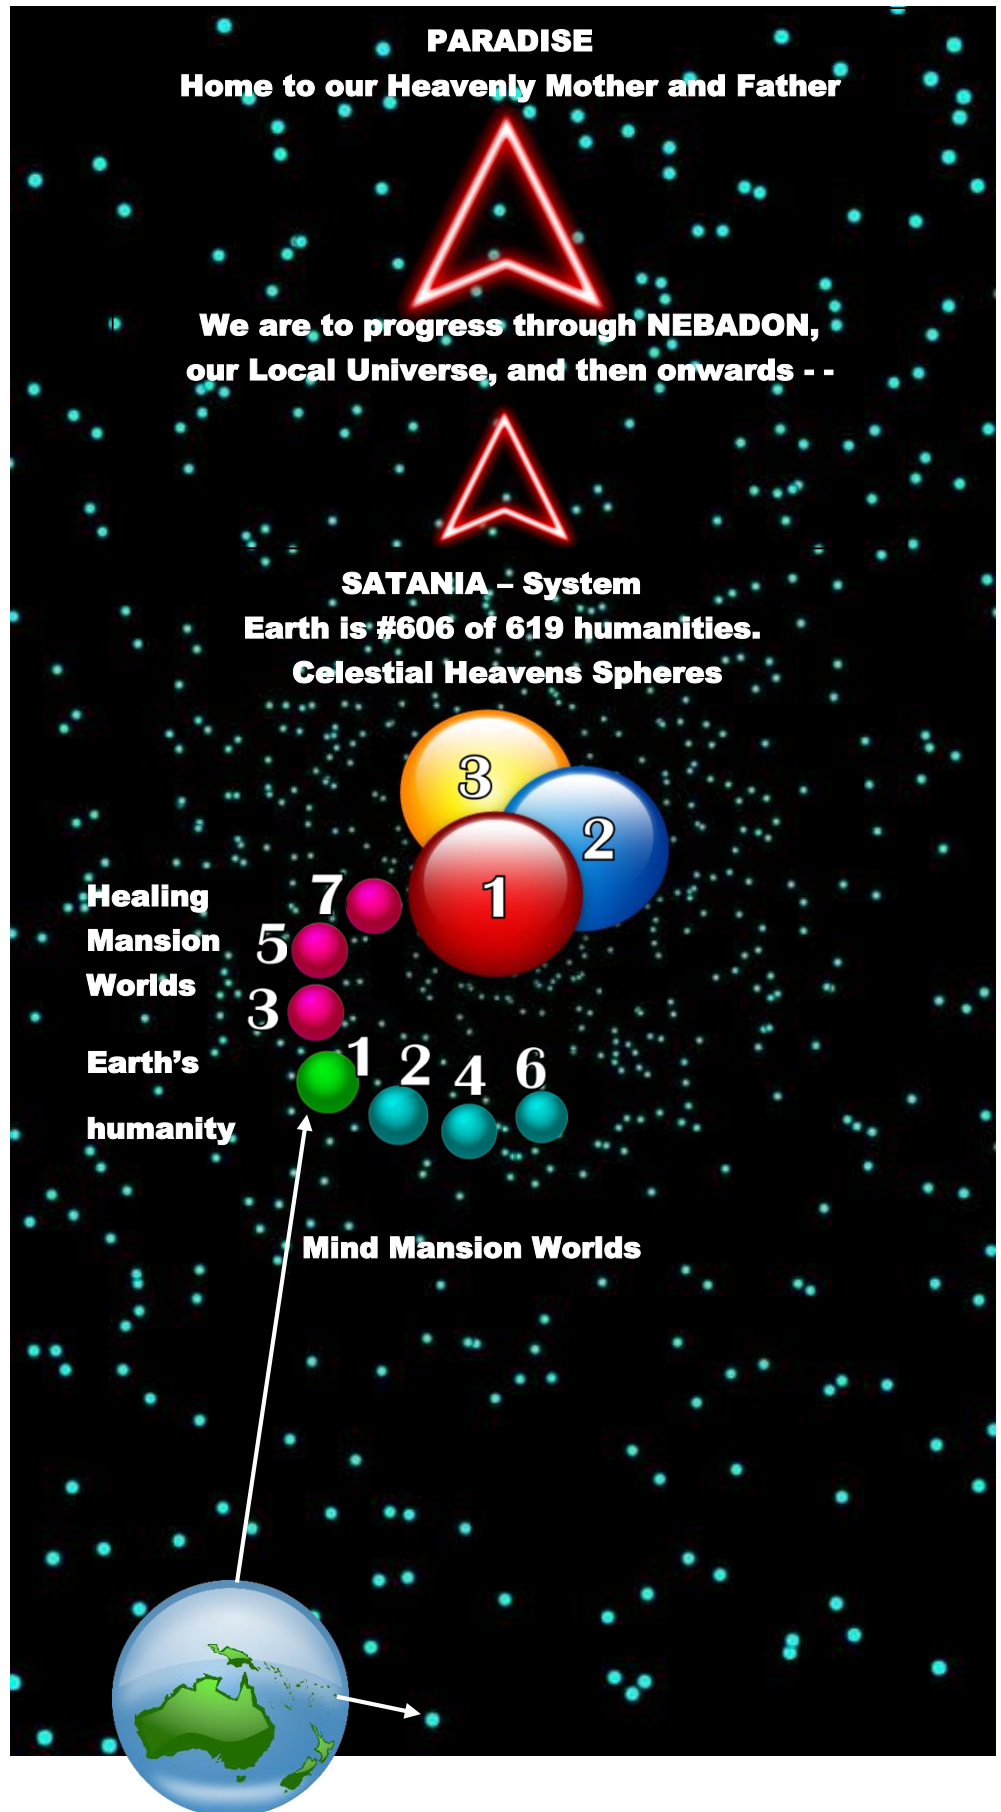 PARADISE
Home to our Heavenly Mother and Father
We are to progress through NEBADON,
our Local Universe, and then onwards - -
SATANIA – System
Earth is #606 of 619 humanities.
Celestial Heavens Spheres
3
2
1
Healing
Mansion
Worlds
7
5
3
Earth’s
humanity
1
2
4
6
Mind Mansion Worlds